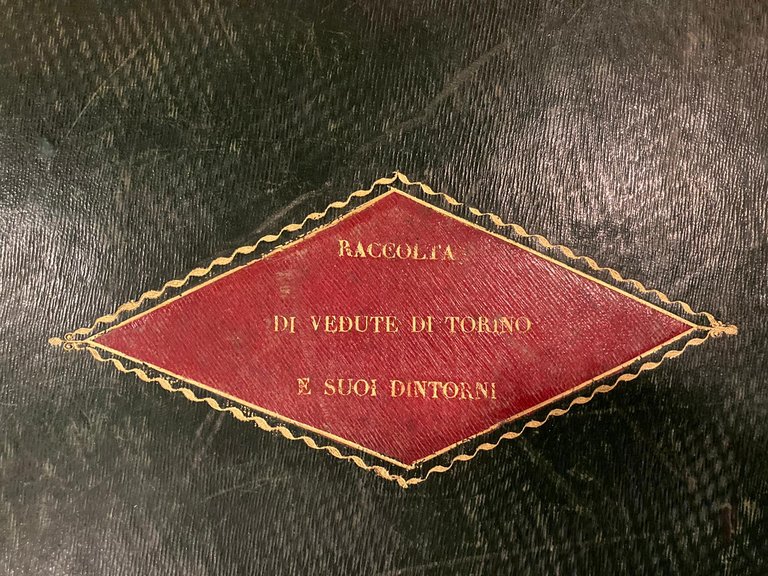 RACCOLTA
DI VEDUTE DI TORINO
E SUOI DINTORNI